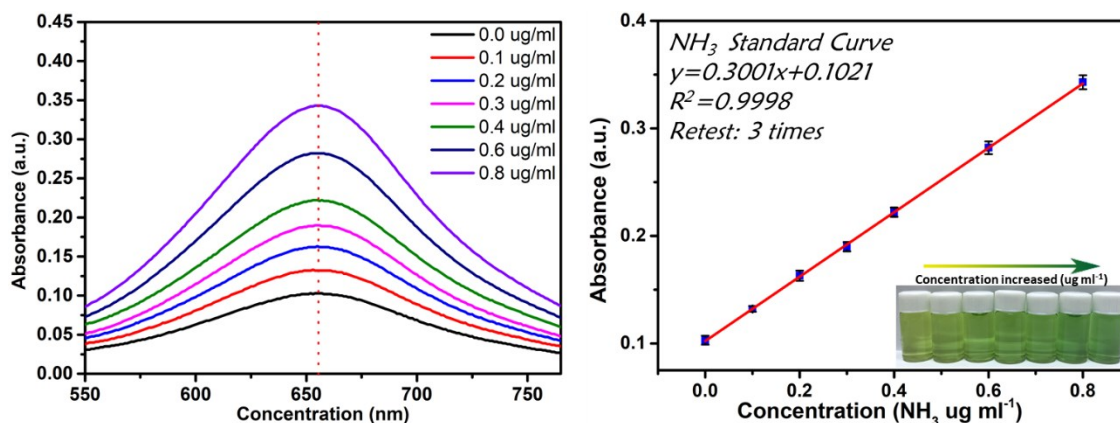 0.45
0.40
0.35
0.30
0.25
0.20
0.15
0.10
0.05
0.00
Absorbance (a.u.)
550
600
650
700
750
Concentration (nm)
0.0 ug/ml
0.1 ug/ml
0.2 ug/ml
0.3 ug/ml
0.4 ug/ml
0.6 ug/ml
0.8 ug/ml
0.4
0.3
0.2
0.1
Absorbance (a.u.)
NH₃ Standard Curve
y=0.3001x+0.1021
R²=0.9998
Retest: 3 times
Concentration increased (ug ml⁻¹)
0.0
0.2
0.4
0.6
0.8
Concentration (NH₃ ug ml⁻¹)